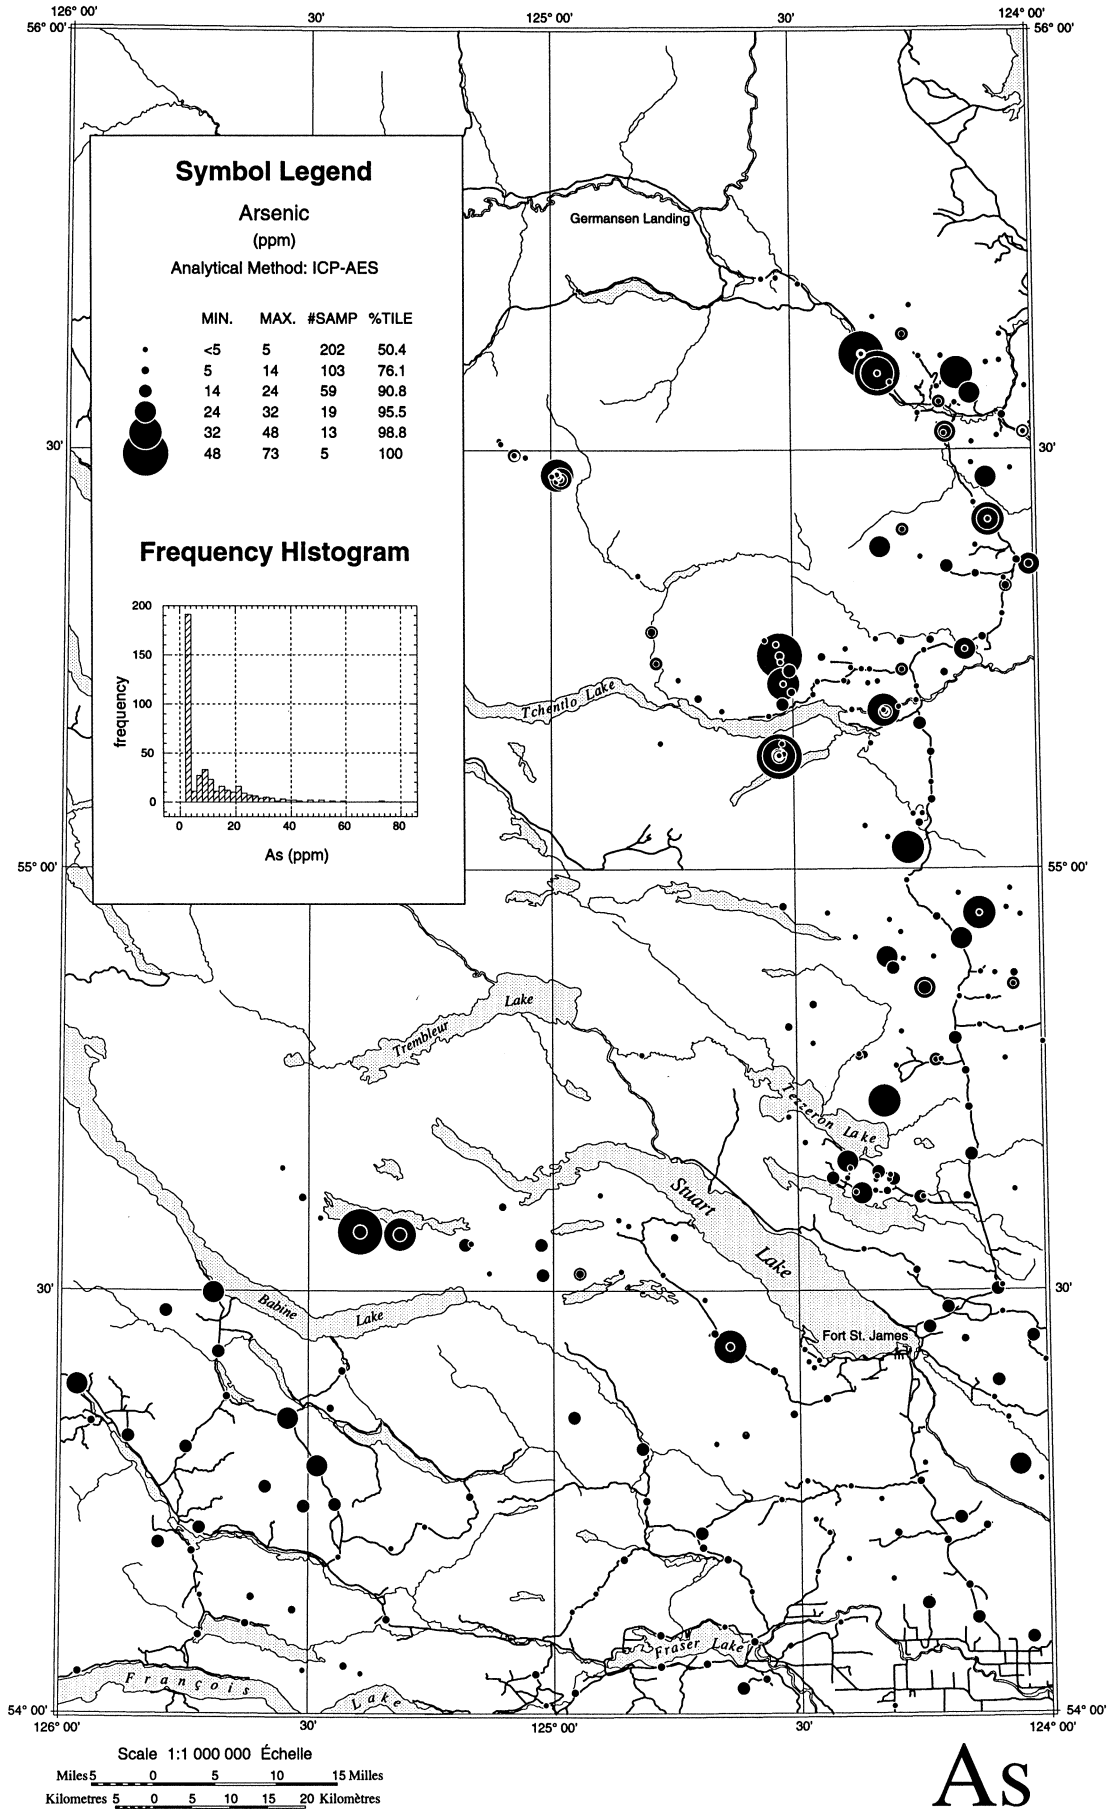 126° 00' 30' 125° 00' 30' 124° 00'
56° 00' 56° 00'
Symbol Legend
Arsenic
(ppm)
Analytical Method: ICP-AES
MIN. MAX. #SAMP %TILE
<5 5 202 50.4
5 14 103 76.1
14 24 59 90.8
24 32 19 95.5
32 48 13 98.8
48 73 5 100
Germansen Landing
30' 30'
Frequency Histogram
200
150
100
50
0
frequency
0 20 40 60 80
As (ppm)
Tchentlo Lake
55° 00' 55° 00'
Trembleur Lake
Tezzeron Lake
Stuart Lake
30' 30'
Babine Lake
Fort St. James
Fraser Lake
François Lake
54° 00' 54° 00'
126° 00' 30' 125° 00' 30' 124° 00'
Scale 1:1 000 000 Échelle
Miles 5 0 5 10 15 Milles
Kilometres 5 0 5 10 15 20 Kilomètres
As